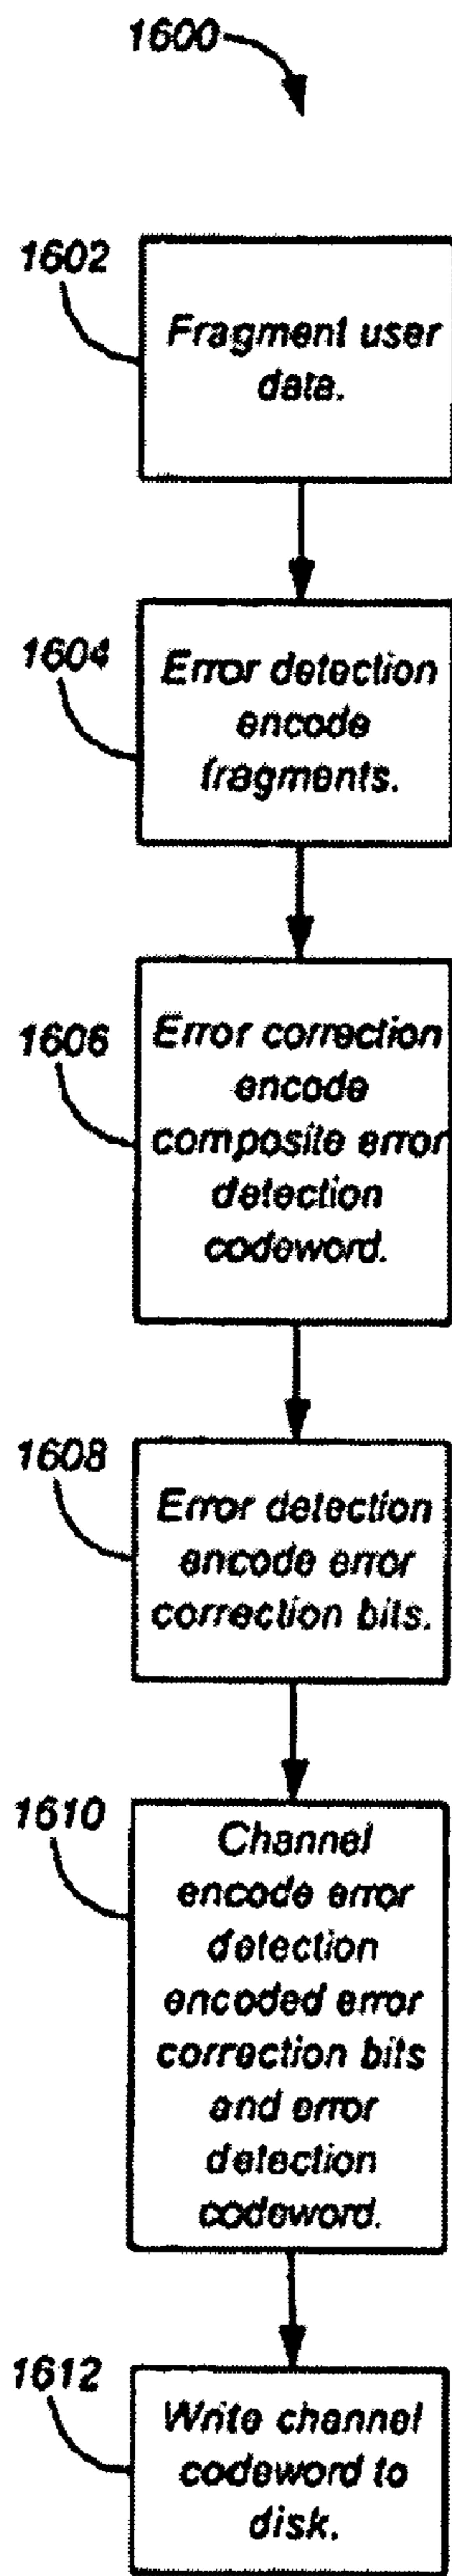 1600
1602
Fragment user
data.
1604
Error detection
encode
fragments.
1606
Error correction
encode
composite error
detection
codeword.
1608
Error detection
encode error
correction bits.
1610
Channel
encode error
detection
encoded error
correction bits
and error
detection
codeword.
1612
Write channel
codeword to
disk.